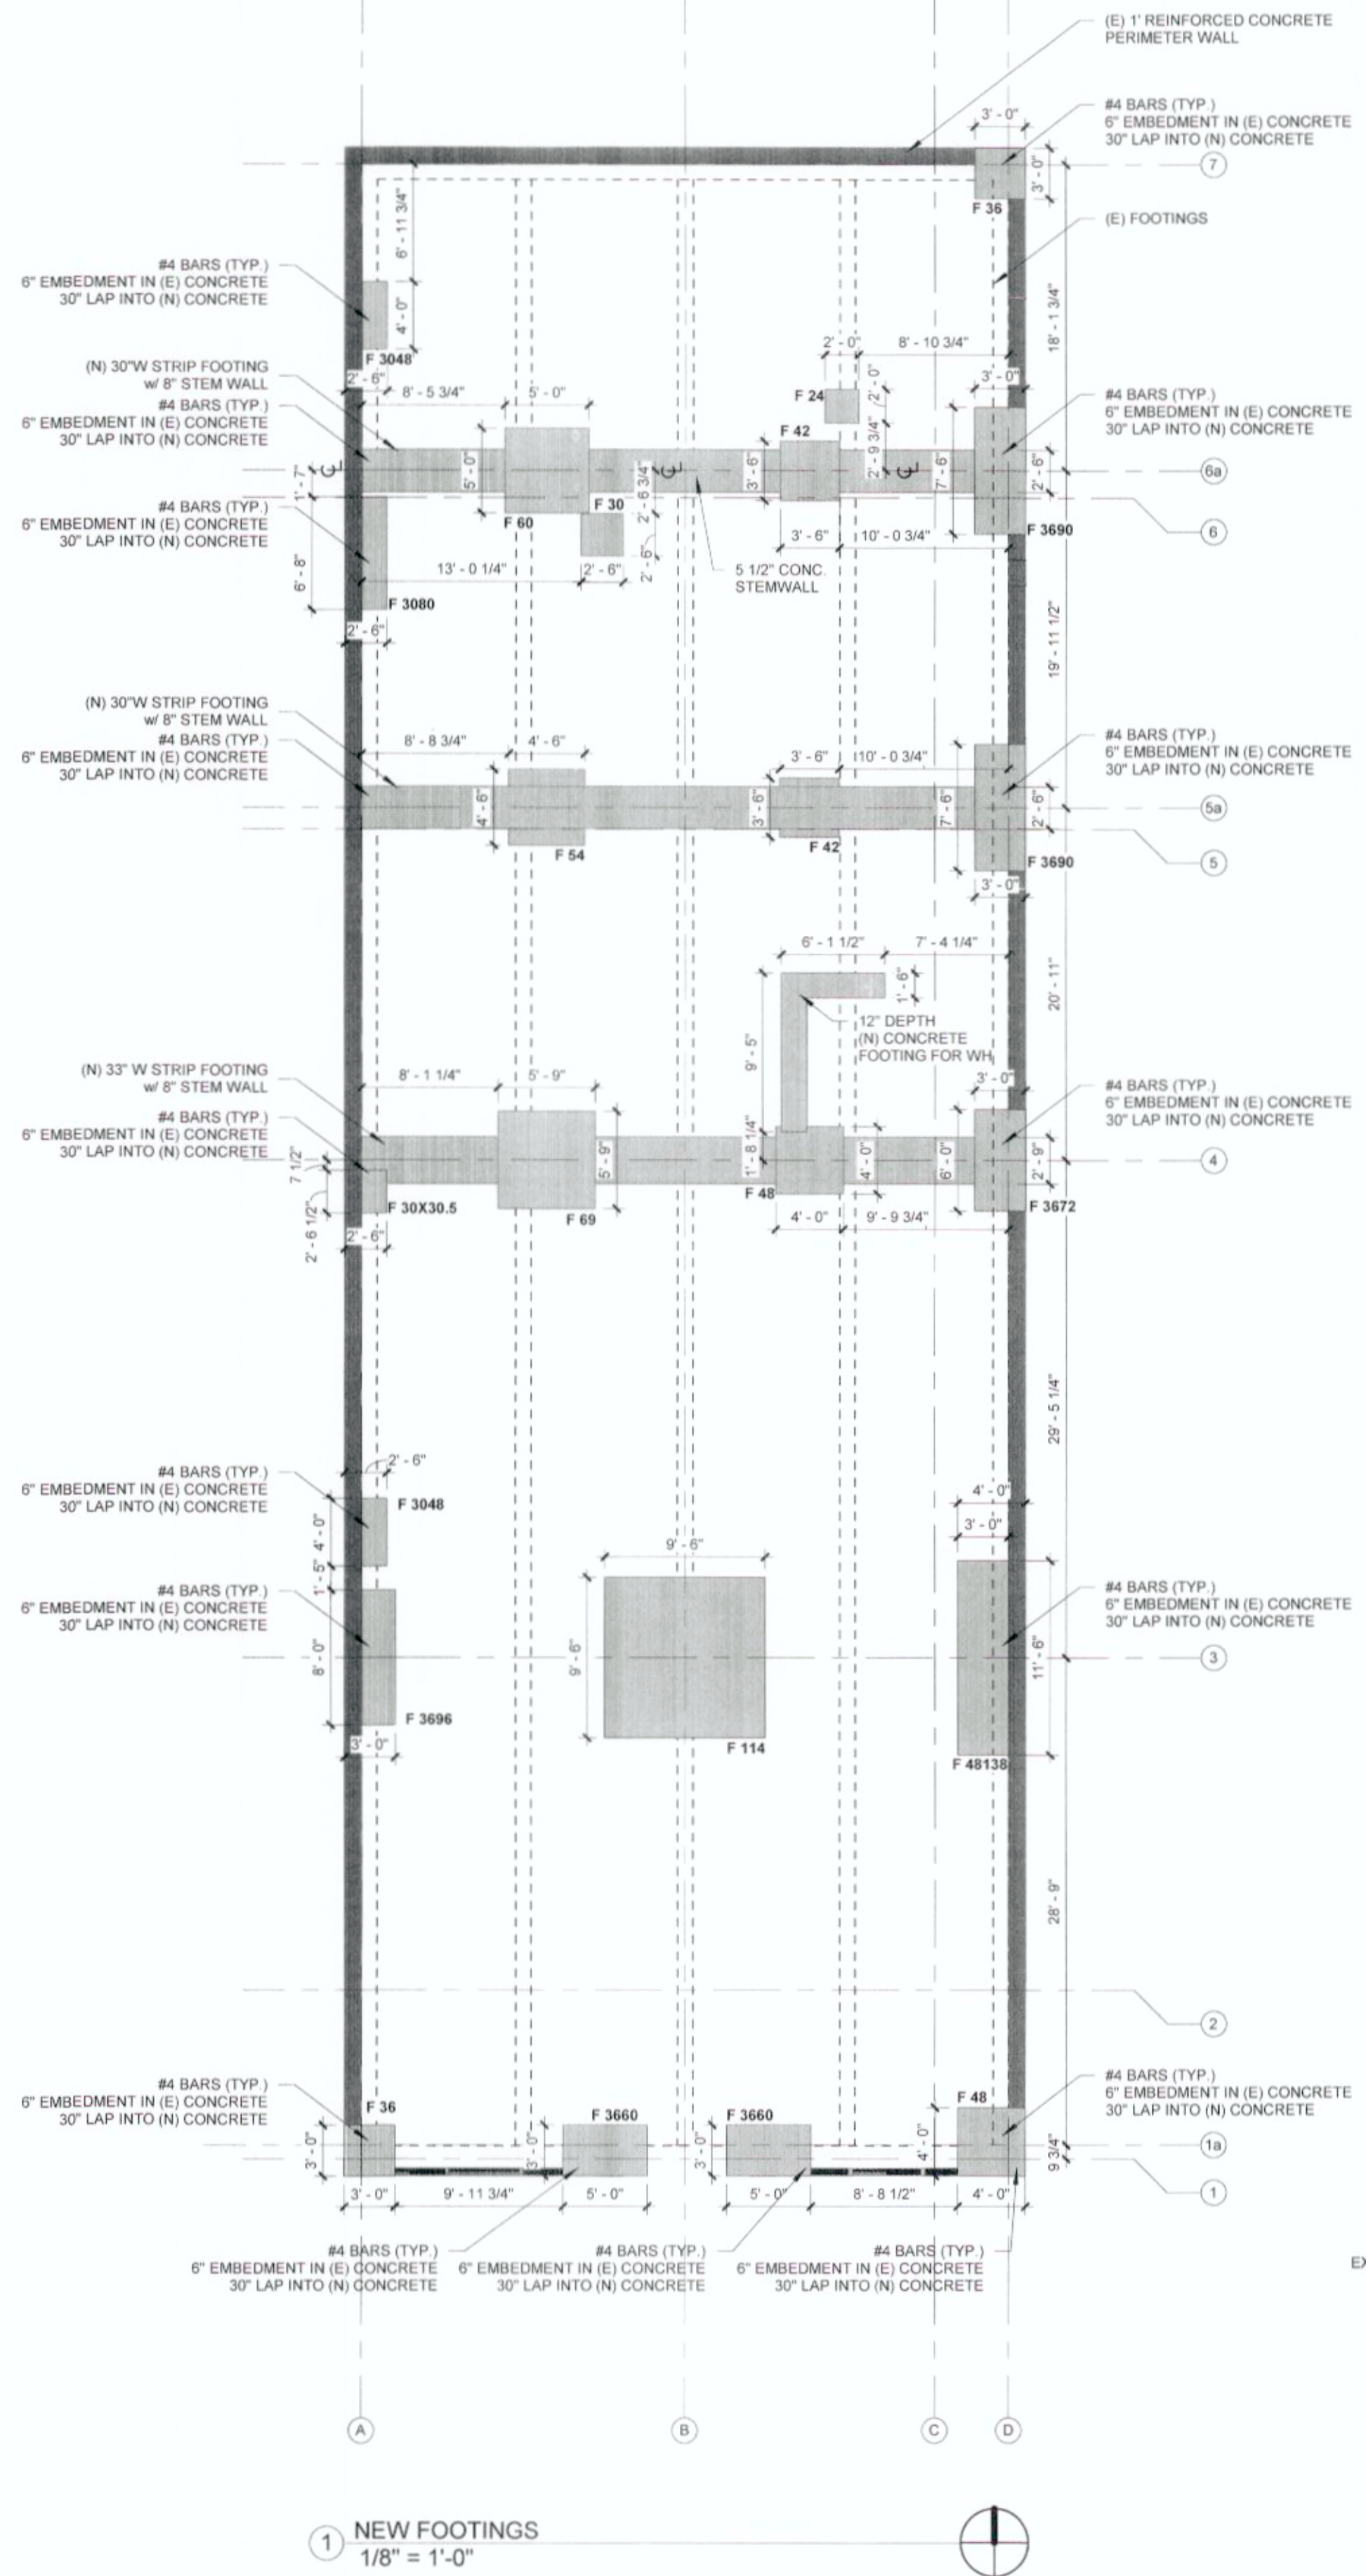 (E) 1' REINFORCED CONCRETE
PERIMETER WALL
#4 BARS (TYP.)
6" EMBEDMENT IN (E) CONCRETE
30" LAP INTO (N) CONCRETE
3' - 0"
7
3' - 0"
F 36
(E) FOOTINGS
6' - 11 3/4"
#4 BARS (TYP.)
6" EMBEDMENT IN (E) CONCRETE
30" LAP INTO (N) CONCRETE
4' - 0"
18' - 1 3/4"
F 3048
2' - 6"
(N) 30"W STRIP FOOTING
w/ 8" STEM WALL
8' - 5 3/4"
5' - 0"
2' - 0"
8' - 10 3/4"
3' - 0"
F 24
2' - 0"
#4 BARS (TYP.)
6" EMBEDMENT IN (E) CONCRETE
30" LAP INTO (N) CONCRETE
#4 BARS (TYP.)
6" EMBEDMENT IN (E) CONCRETE
30" LAP INTO (N) CONCRETE
F 42
2' - 9 3/4"
1' - 7"
5' - 0"
2' - 6 3/4"
3' - 6"
7' - 6"
2' - 6"
6a
#4 BARS (TYP.)
6" EMBEDMENT IN (E) CONCRETE
30" LAP INTO (N) CONCRETE
F 60
F 30
F 3690
6
3' - 6"
10' - 0 3/4"
6' - 8"
13' - 0 1/4"
2' - 6"
2' - 6"
5 1/2" CONC.
STEMWALL
F 3080
2' - 6"
19' - 11 1/2"
(N) 30"W STRIP FOOTING
w/ 8" STEM WALL
#4 BARS (TYP.)
6" EMBEDMENT IN (E) CONCRETE
30" LAP INTO (N) CONCRETE
8' - 8 3/4"
4' - 6"
3' - 6"
10' - 0 3/4"
#4 BARS (TYP.)
6" EMBEDMENT IN (E) CONCRETE
30" LAP INTO (N) CONCRETE
4' - 6"
3' - 6"
7' - 6"
2' - 6"
5a
F 54
F 42
F 3690
5
3' - 0"
6' - 1 1/2"
7' - 4 1/4"
1' - 6"
20' - 11"
12" DEPTH
(N) CONCRETE
FOOTING FOR WH
9' - 5"
(N) 33" W STRIP FOOTING
w/ 8" STEM WALL
8' - 1 1/4"
5' - 9"
3' - 0"
#4 BARS (TYP.)
6" EMBEDMENT IN (E) CONCRETE
30" LAP INTO (N) CONCRETE
#4 BARS (TYP.)
6" EMBEDMENT IN (E) CONCRETE
30" LAP INTO (N) CONCRETE
7 1/2"
5' - 9"
1' - 8 1/4"
4' - 0"
6' - 0"
2' - 9"
4
F 48
F 30X30.5
F 69
F 3672
2' - 6 1/2"
2' - 6"
4' - 0"
9' - 9 3/4"
29' - 5 1/4"
2' - 6"
#4 BARS (TYP.)
6" EMBEDMENT IN (E) CONCRETE
30" LAP INTO (N) CONCRETE
F 3048
4' - 0"
4' - 0"
3' - 0"
9' - 6"
1' - 5"
#4 BARS (TYP.)
6" EMBEDMENT IN (E) CONCRETE
30" LAP INTO (N) CONCRETE
#4 BARS (TYP.)
6" EMBEDMENT IN (E) CONCRETE
30" LAP INTO (N) CONCRETE
8' - 0"
9' - 6"
11' - 6"
3
F 3696
3' - 0"
F 114
F 48138
28' - 9"
2
#4 BARS (TYP.)
6" EMBEDMENT IN (E) CONCRETE
30" LAP INTO (N) CONCRETE
#4 BARS (TYP.)
6" EMBEDMENT IN (E) CONCRETE
30" LAP INTO (N) CONCRETE
F 36
F 3660
F 3660
F 48
3' - 0"
3' - 0"
3' - 0"
4' - 0"
9 3/4"
1a
1
3' - 0"
9' - 11 3/4"
5' - 0"
5' - 0"
8' - 8 1/2"
4' - 0"
#4 BARS (TYP.)
6" EMBEDMENT IN (E) CONCRETE
30" LAP INTO (N) CONCRETE
#4 BARS (TYP.)
6" EMBEDMENT IN (E) CONCRETE
30" LAP INTO (N) CONCRETE
#4 BARS (TYP.)
6" EMBEDMENT IN (E) CONCRETE
30" LAP INTO (N) CONCRETE
EX
A
B
C
D
1
NEW FOOTINGS
1/8" = 1'-0"